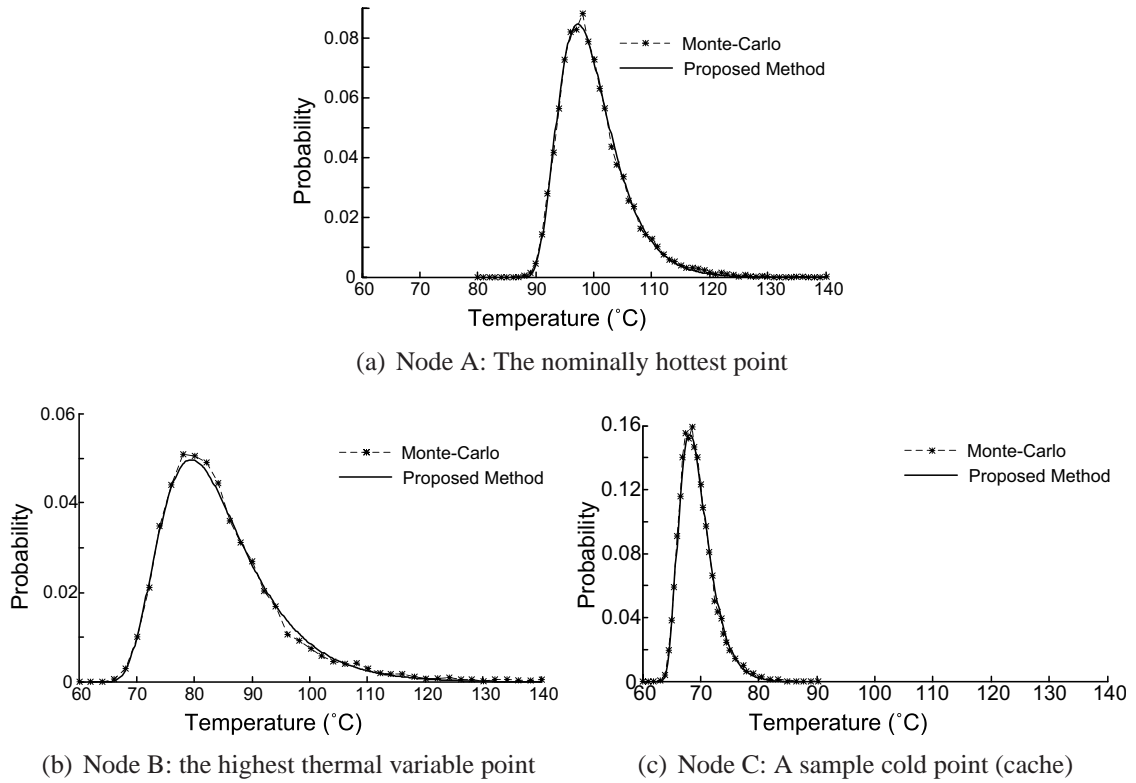 0.08
0.06
0.04
0.02
0
Probability
60 70 80 90 100 110 120 130 140
Temperature (˚C)
Monte-Carlo
Proposed Method
(a) Node A: The nominally hottest point
0.06
0.04
0.02
0
Probability
60 70 80 90 100 110 120 130 140
Temperature (˚C)
Monte-Carlo
Proposed Method
(b) Node B: the highest thermal variable point
0.16
0.12
0.08
0.04
0
Probability
60 70 80 90 100 110 120 130 140
Temperature (˚C)
Monte-Carlo
Proposed Method
(c) Node C: A sample cold point (cache)